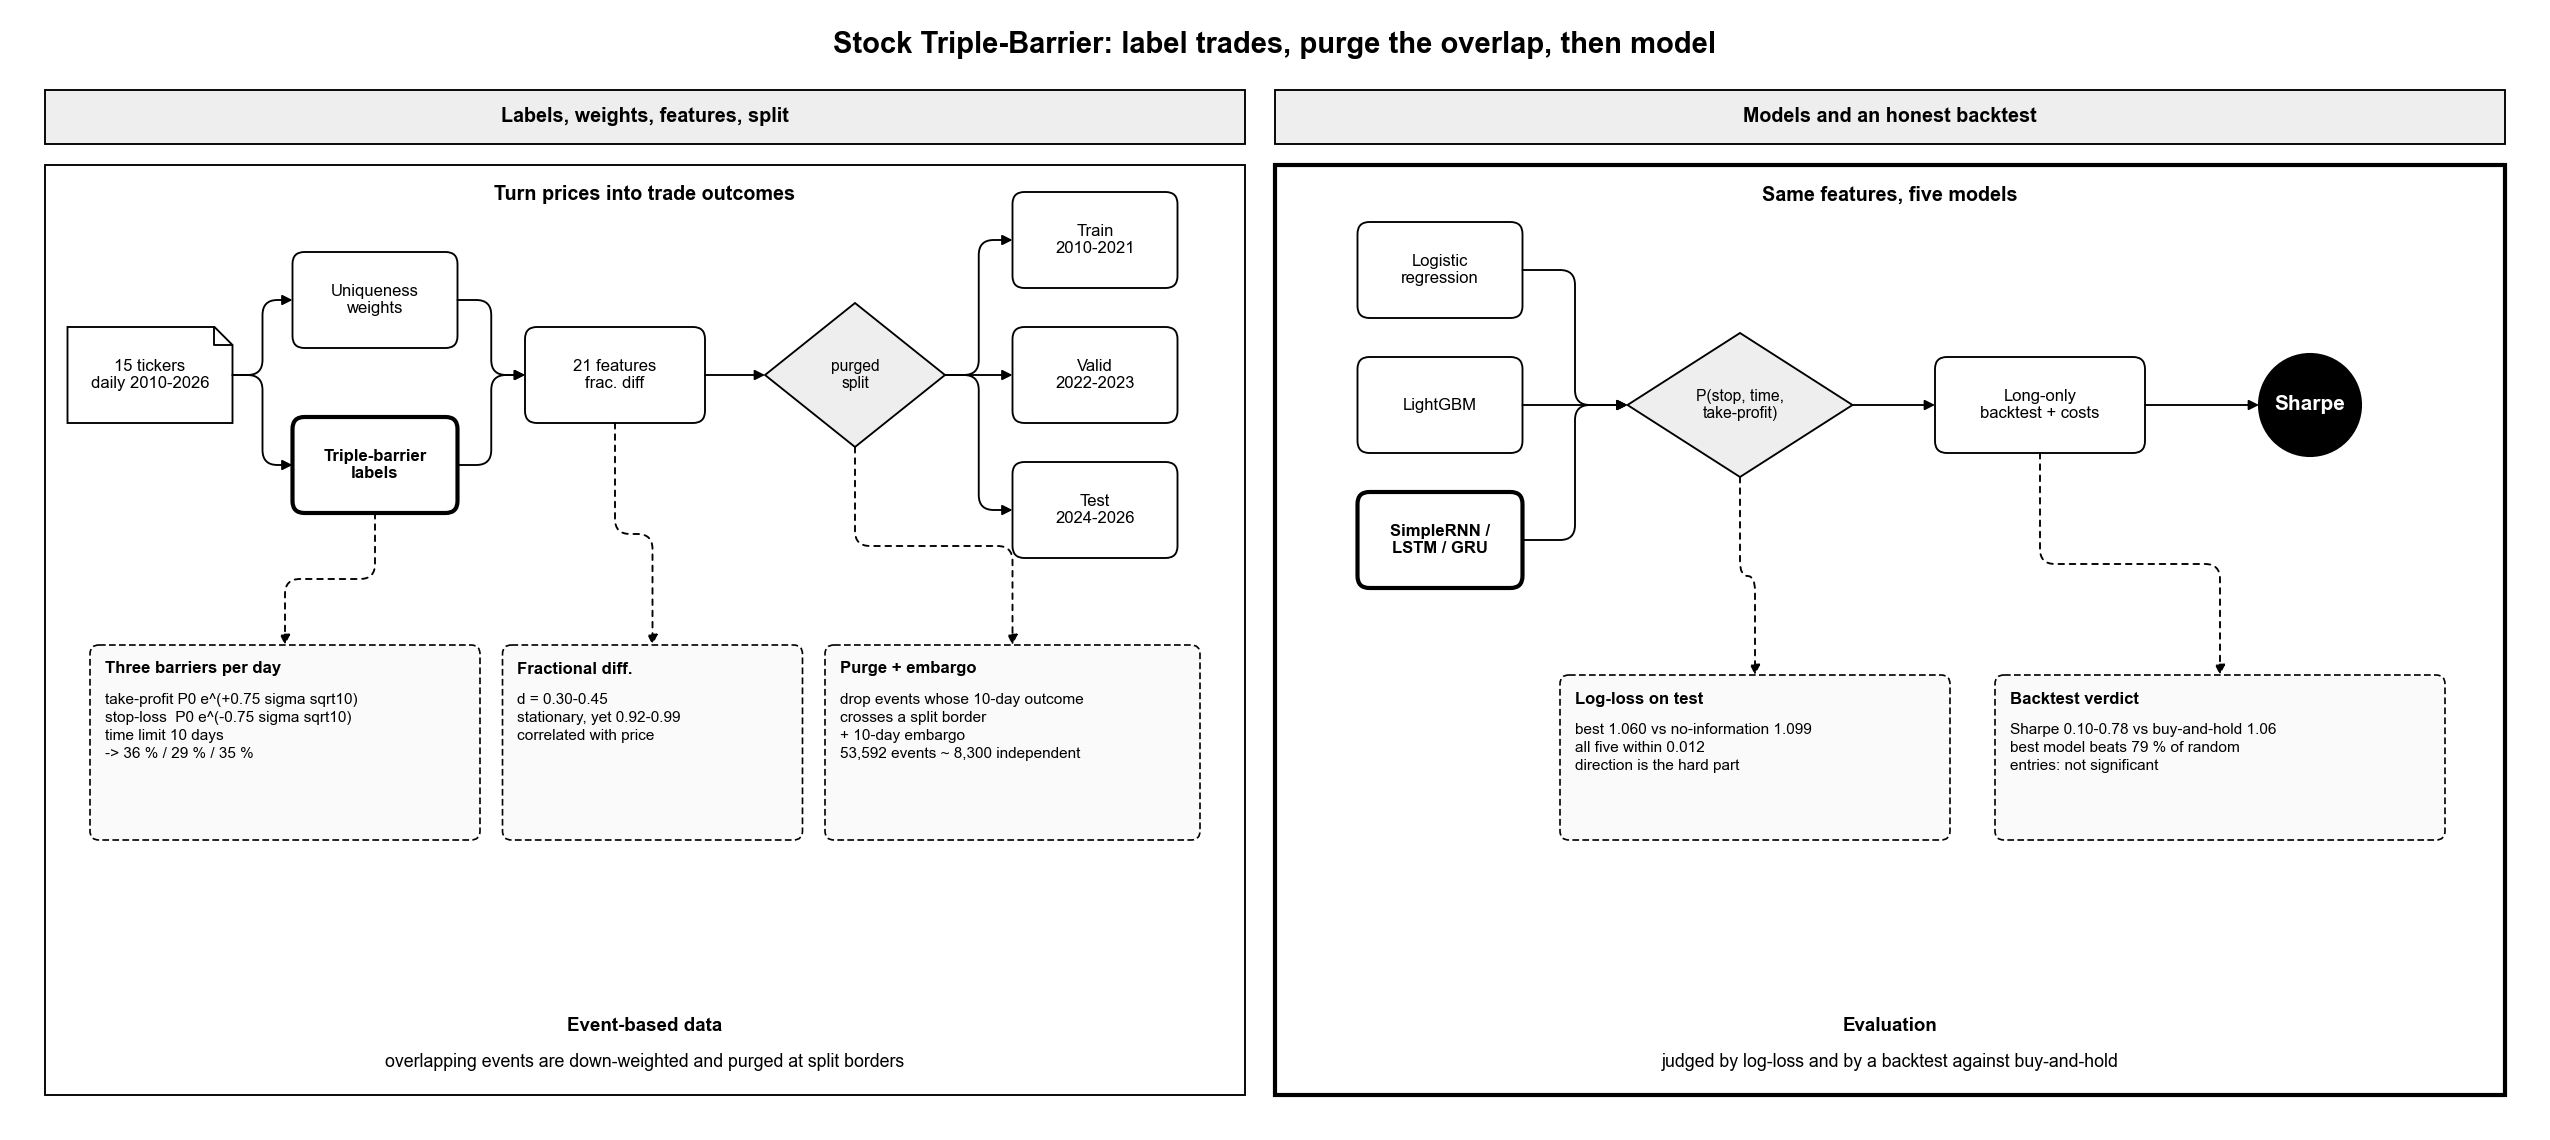 Stock Triple-Barrier: label trades, purge the overlap, then model
Labels, weights, features, split
Turn prices into trade outcomes
15 tickers
daily 2010-2026
Uniqueness
weights
Triple-barrier
labels
21 features
frac. diff
purged
split
Train
2010-2021
Valid
2022-2023
Test
2024-2026
Three barriers per day
take-profit P0 e^(+0.75 sigma sqrt10)
stop-loss  P0 e^(-0.75 sigma sqrt10)
time limit 10 days
-> 36 % / 29 % / 35 %
Fractional diff.
d = 0.30-0.45
stationary, yet 0.92-0.99
correlated with price
Purge + embargo
drop events whose 10-day outcome
crosses a split border
+ 10-day embargo
53,592 events ~ 8,300 independent
Event-based data
overlapping events are down-weighted and purged at split borders
Models and an honest backtest
Same features, five models
Logistic
regression
LightGBM
SimpleRNN /
LSTM / GRU
P(stop, time,
take-profit)
Long-only
backtest + costs
Sharpe
Log-loss on test
best 1.060 vs no-information 1.099
all five within 0.012
direction is the hard part
Backtest verdict
Sharpe 0.10-0.78 vs buy-and-hold 1.06
best model beats 79 % of random
entries: not significant
Evaluation
judged by log-loss and by a backtest against buy-and-hold